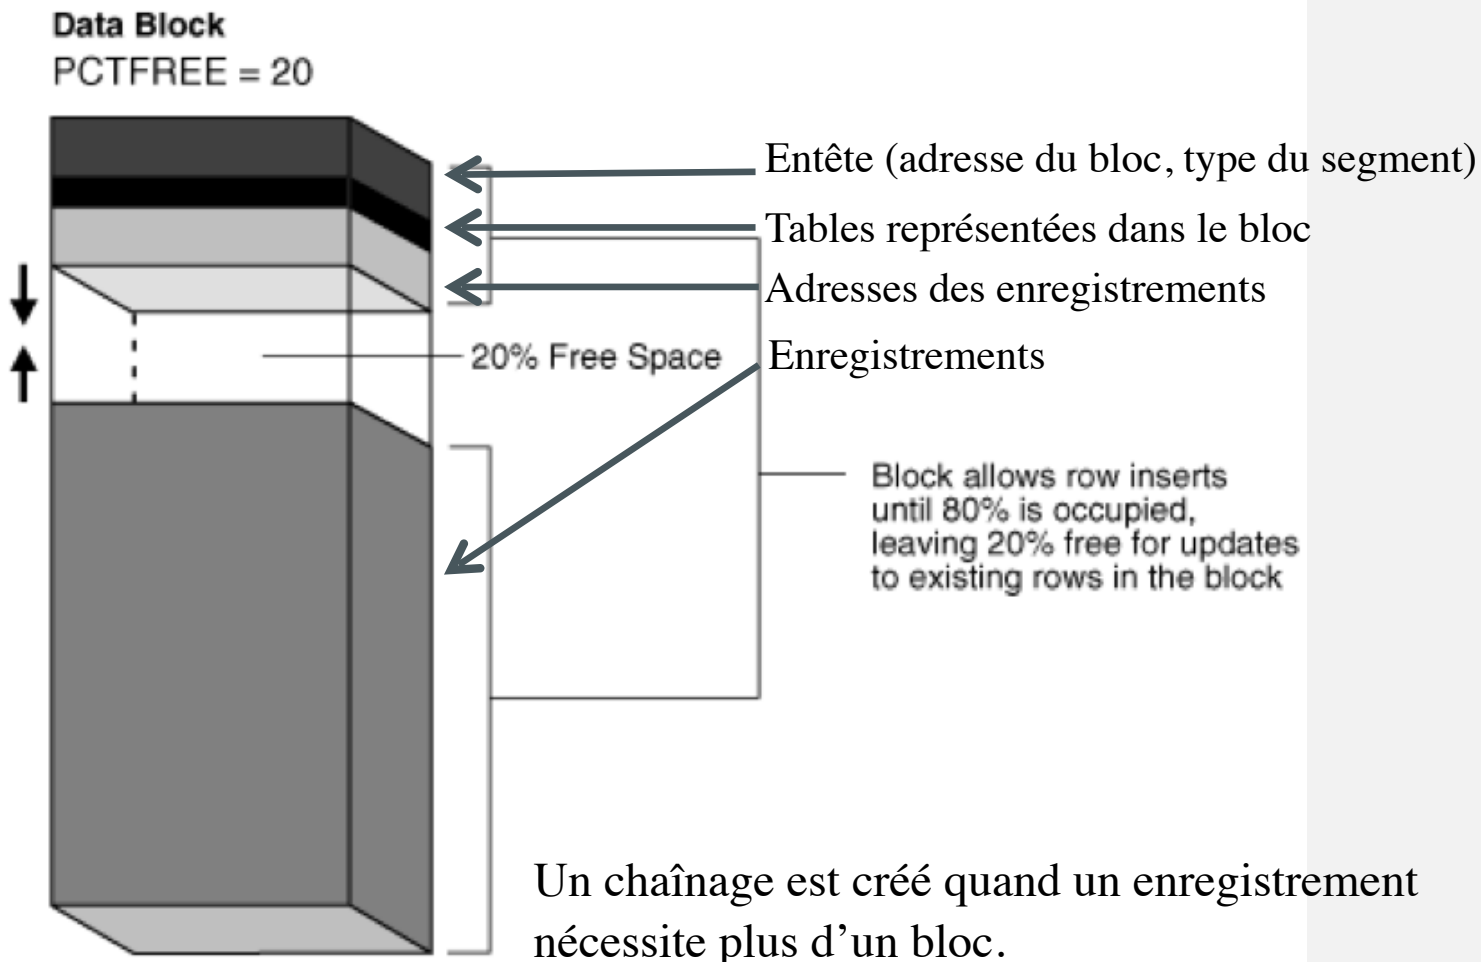 Data Block
PCTFREE = 20
Entête (adresse du bloc, type du segment)
Tables représentées dans le bloc
Adresses des enregistrements
20% Free Space
Enregistrements
Block allows row inserts
until 80% is occupied,
leaving 20% free for updates
to existing rows in the block
Un chaînage est créé quand un enregistrement
nécessite plus d’un bloc.